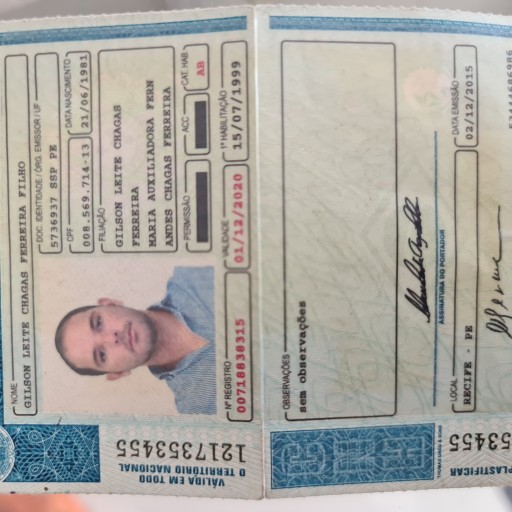 NOME
GILSON LEITE CHAGAS FERREIRA FILHO
DOC. IDENTIDADE / ÓRG. EMISSOR / UF
5736937 SSP PE
CPF
008.569.714-13
DATA NASCIMENTO
21/06/1981
FILIAÇÃO
GILSON LEITE CHAGAS
FERREIRA
MARIA AUXILIADORA FERN
ANDES CHAGAS FERREIRA
PERMISSÃO
ACC
CAT. HAB.
AB
Nº REGISTRO
00718838315
VALIDADE
01/12/2020
1ª HABILITAÇÃO
15/07/1999
VÁLIDA EM TODO
O TERRITÓRIO NACIONAL
1217353455
OBSERVAÇÕES
sem observações
ASSINATURA DO PORTADOR
LOCAL
RECIFE - PE
DATA EMISSÃO
02/12/2015
PLASTIFICAR
53455